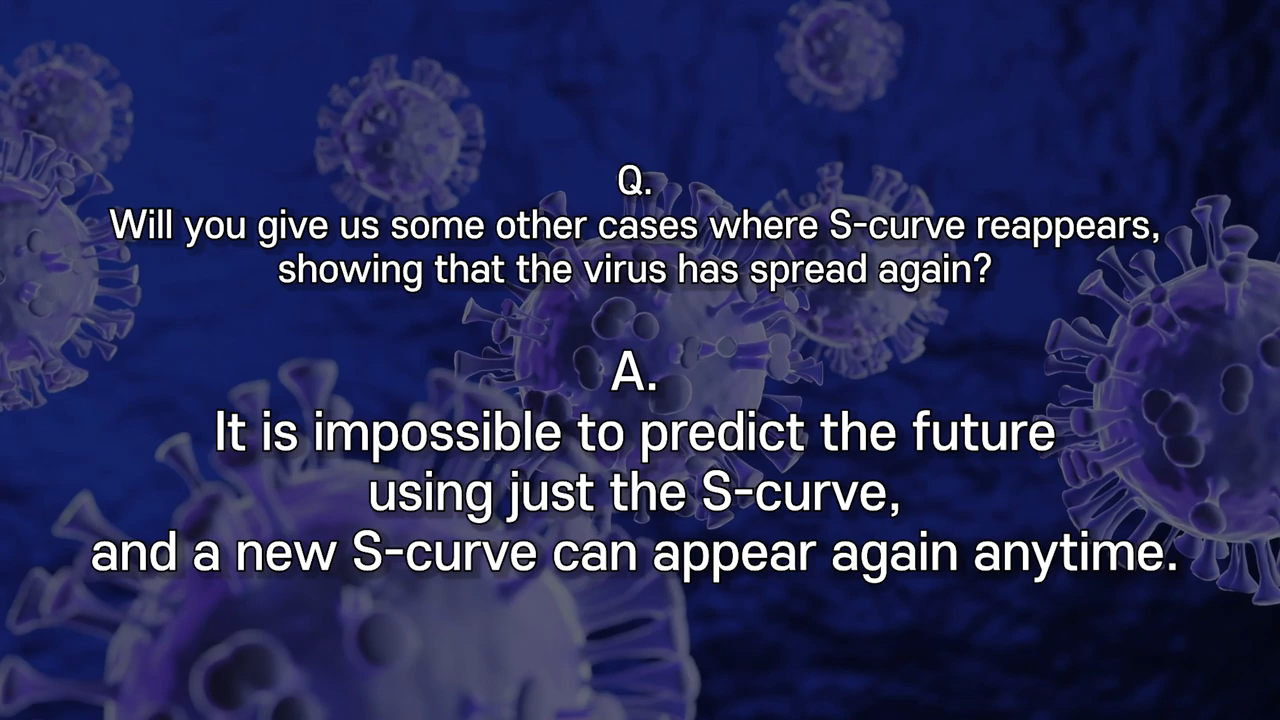 Q.
Will you give us some other cases where S-curve reappears,
showing that the virus has spread again?
A.
It is impossible to predict the future
using just the S-curve,
and a new S-curve can appear again anytime.